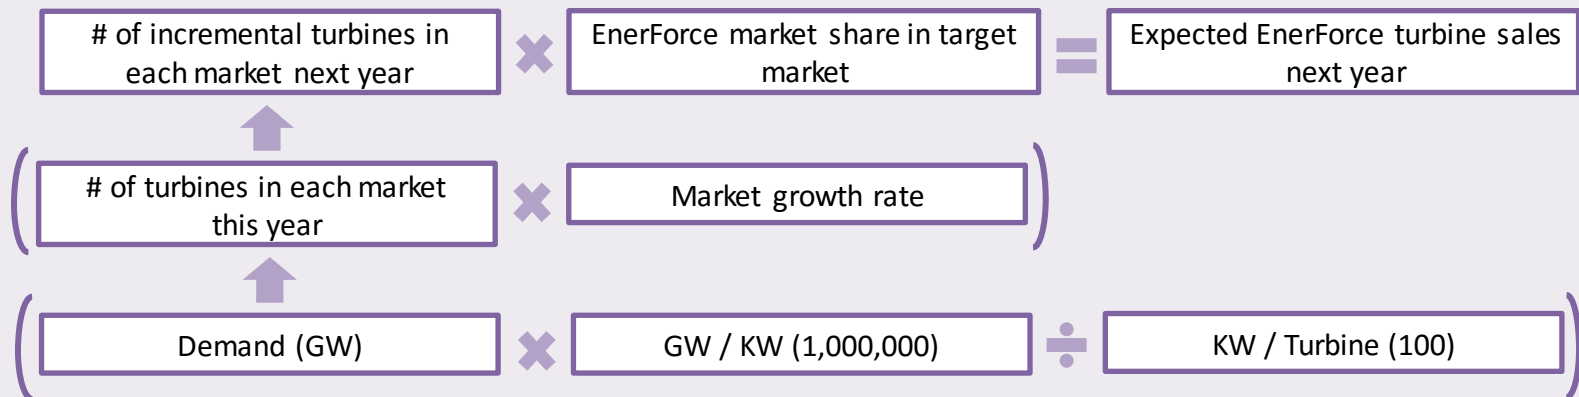 # of incremental turbines in
each market next year
EnerForce market share in target
market
Expected EnerForce turbine sales
next year
# of turbines in each market
this year
Market growth rate
Demand (GW)
GW / KW (1,000,000)
KW / Turbine (100)